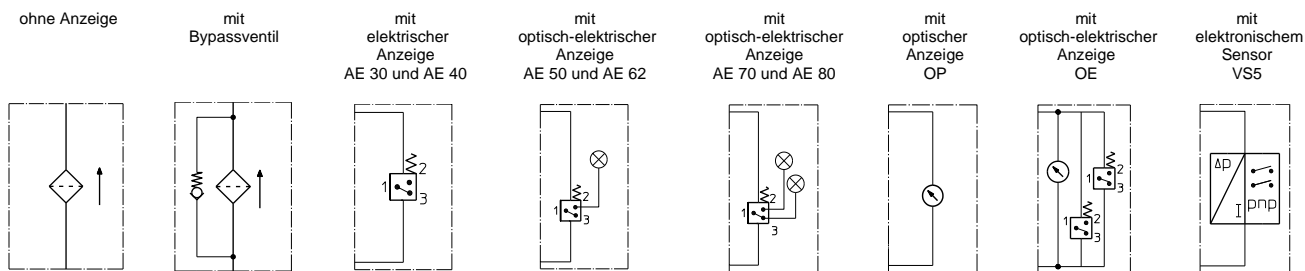 ohne Anzeige
mit
Bypassventil
mit
elektrischer
Anzeige
AE 30 und AE 40
mit
optisch-elektrischer
Anzeige
AE 50 und AE 62
mit
optisch-elektrischer
Anzeige
AE 70 und AE 80
mit
optischer
Anzeige
OP
mit
optisch-elektrischer
Anzeige
OE
mit
elektronischem
Sensor
VS5
2
1
3
2
1
3
2
1
3
2
1
3
2
1
3
Δp
I
pnp